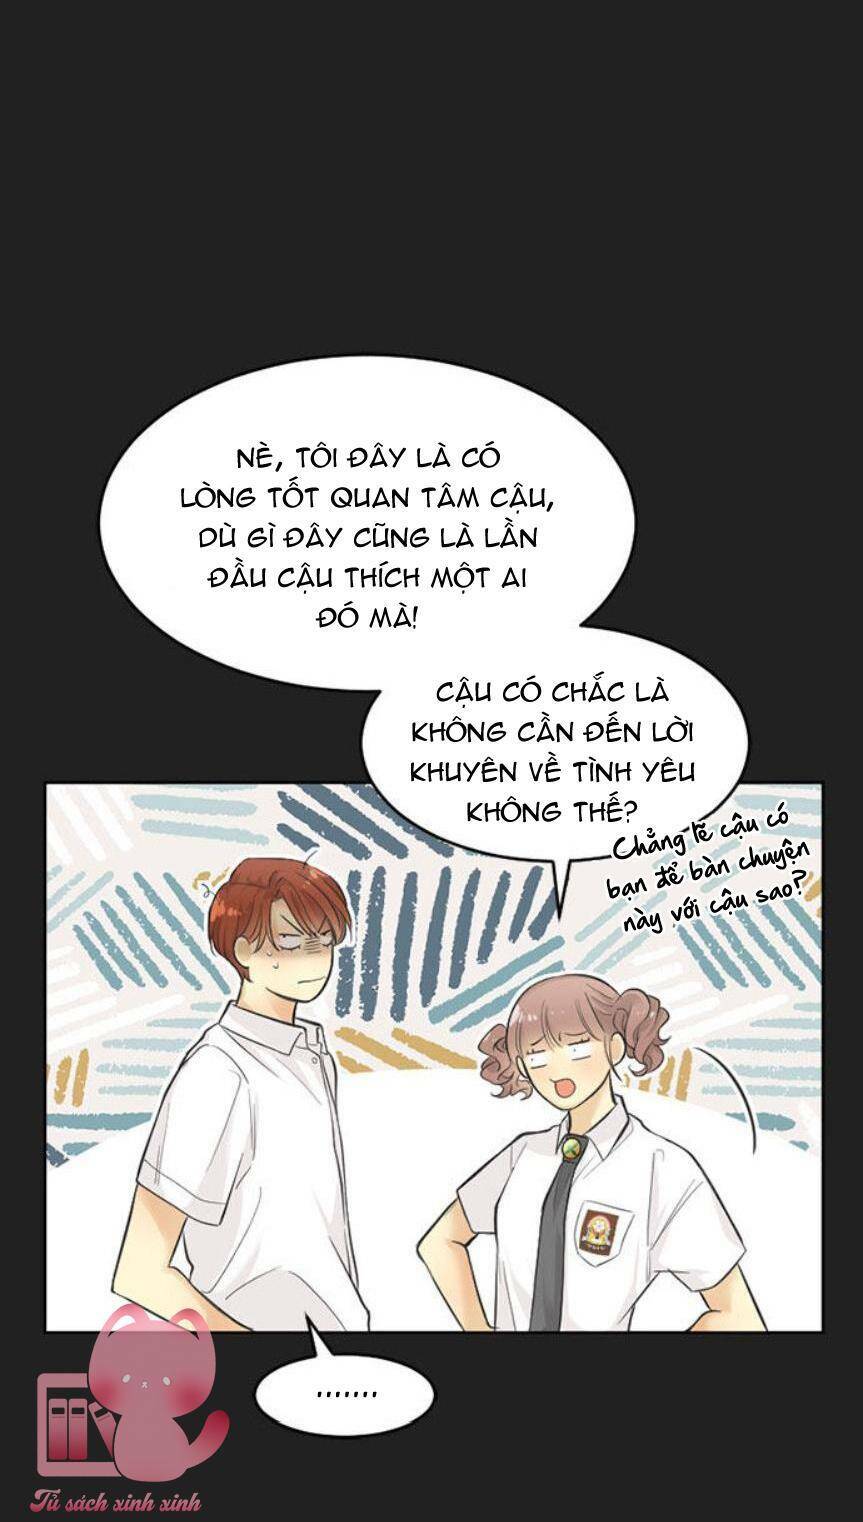 NÈ, TÔI ĐÂY LÀ CÓ
LÒNG TỐT QUAN TÂM CẬU,
DÙ GÌ ĐÂY CŨNG LÀ LẦN
ĐẦU CẬU THÍCH MỘT AI
ĐÓ MÀ!
CẬU CÓ CHẮC LÀ
KHÔNG CẦN ĐẾN LỜI
KHUYÊN VỀ TÌNH YÊU
KHÔNG THẾ?
Chẳng lẽ cậu có
bạn để bàn chuyện
này với cậu sao?
.......
Tủ sách xinh xinh